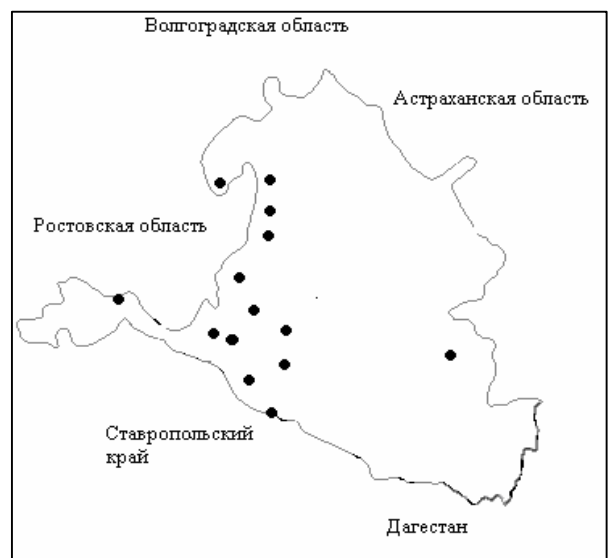 Волгоградская область
Астраханская область
Ростовская область
Ставропольский
край
Дагестан